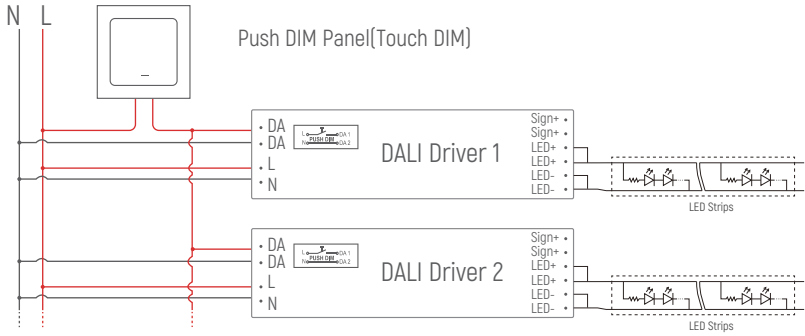 N L
Push DIM Panel(Touch DIM)
DA
DA
L
N
L DA 1
PUSH DIM
N DA 2
DALI Driver 1
Sign+
Sign+
LED+
LED+
LED-
LED-
LED Strips
DA
DA
L
N
L DA 1
PUSH DIM
N DA 2
DALI Driver 2
Sign+
Sign+
LED+
LED+
LED-
LED-
LED Strips